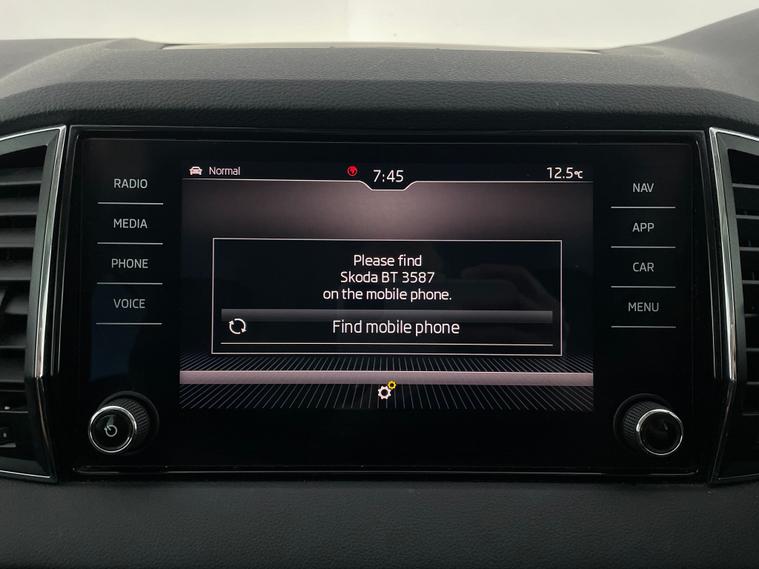 Normal
7:45
12.5°C
RADIO
MEDIA
PHONE
VOICE
NAV
APP
CAR
MENU
Please find
Skoda BT 3587
on the mobile phone.
Find mobile phone